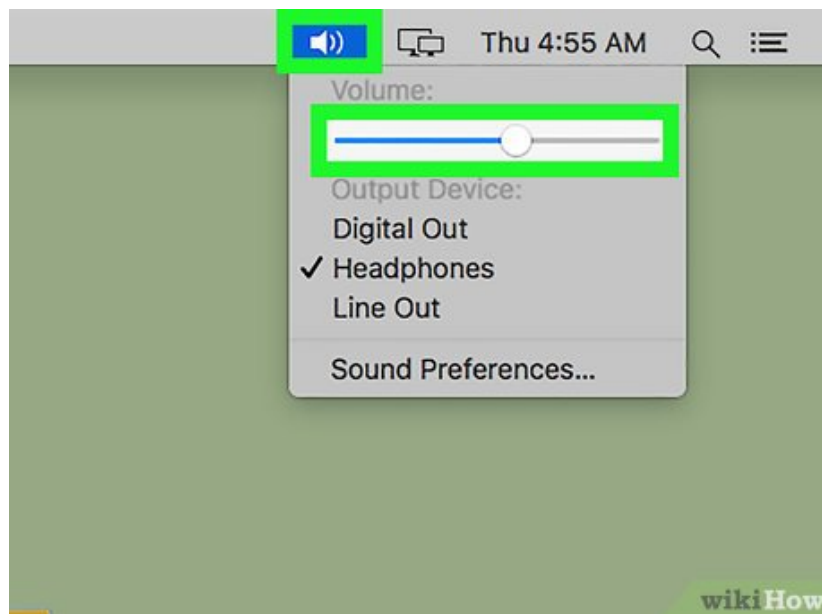 Thu 4:55 AM
Volume:
Output Device:
Digital Out
✓ Headphones
Line Out
Sound Preferences...
wikiHow